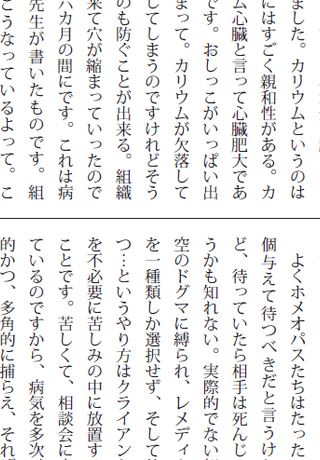 ました。カリウムというのは
にはすごく親和性がある。カ
ム心臓と言って心臓肥大であ
です。おしっこがいっぱい出
まって。カリウムが欠落して
してしまうのですけれどそう
のも防ぐことが出来る。組織
来て穴が縮まっていったので
八カ月の間にです。これは病
先生が書いたものです。組
こうなっているよって。こ
よくホメオパスたちはたった
個与えて待つべきだと言うけ
ど、待っていたら相手は死んじ
うかも知れない。実際的でない
空のドグマに縛られ、レメディ
を一種類しか選択せず、そして
つ…というやり方はクライアン
を不必要に苦しみの中に放置す
ことです。苦しくて、相談会に
ているのですから、病気を多次
的かつ、多角的に捕らえ、それ